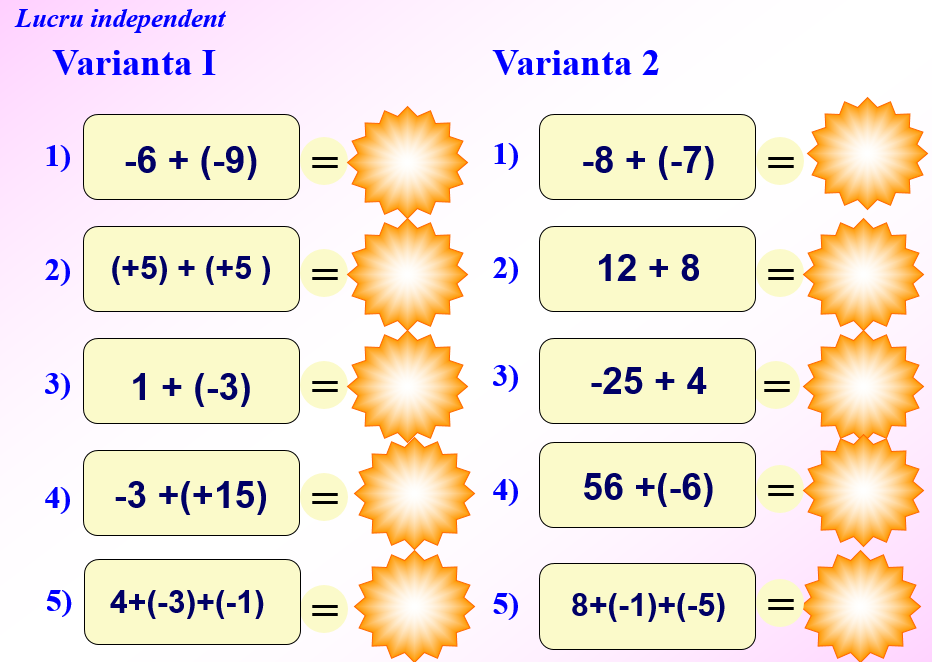 Lucru independent
Varianta I
1) -6 + (-9) =
2) (+5) + (+5 ) =
3) 1 + (-3) =
4) -3 +(+15) =
5) 4+(-3)+(-1) =
Varianta 2
1) -8 + (-7) =
2) 12 + 8 =
3) -25 + 4 =
4) 56 +(-6) =
5) 8+(-1)+(-5) =